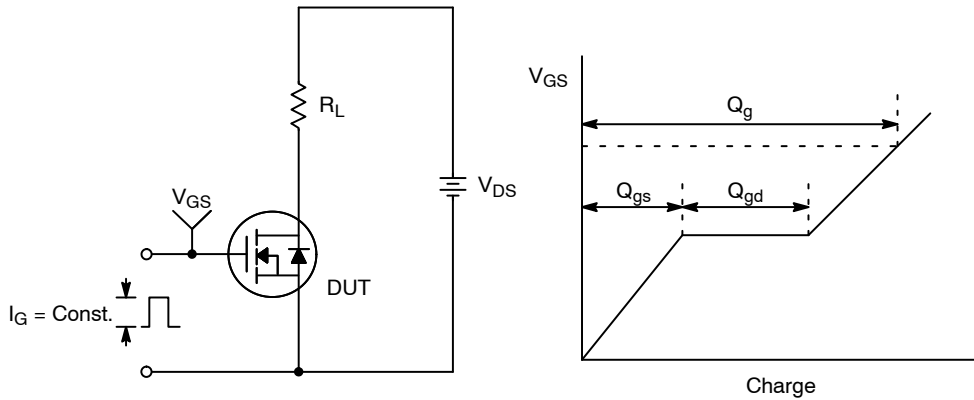 R_L
V_GS
V_DS
DUT
I_G = Const.
V_GS
Q_g
Q_gs
Q_gd
Charge